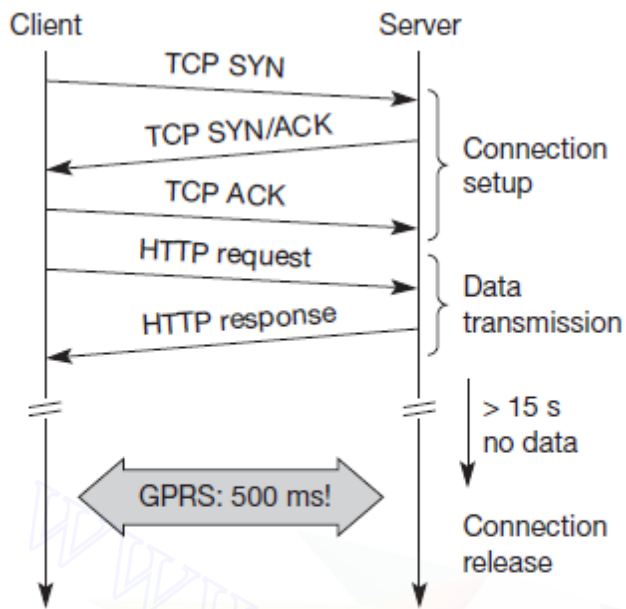 Client
Server
TCP SYN
TCP SYN/ACK
Connection
setup
TCP ACK
HTTP request
Data
transmission
HTTP response
> 15 s
no data
GPRS: 500 ms!
Connection
release